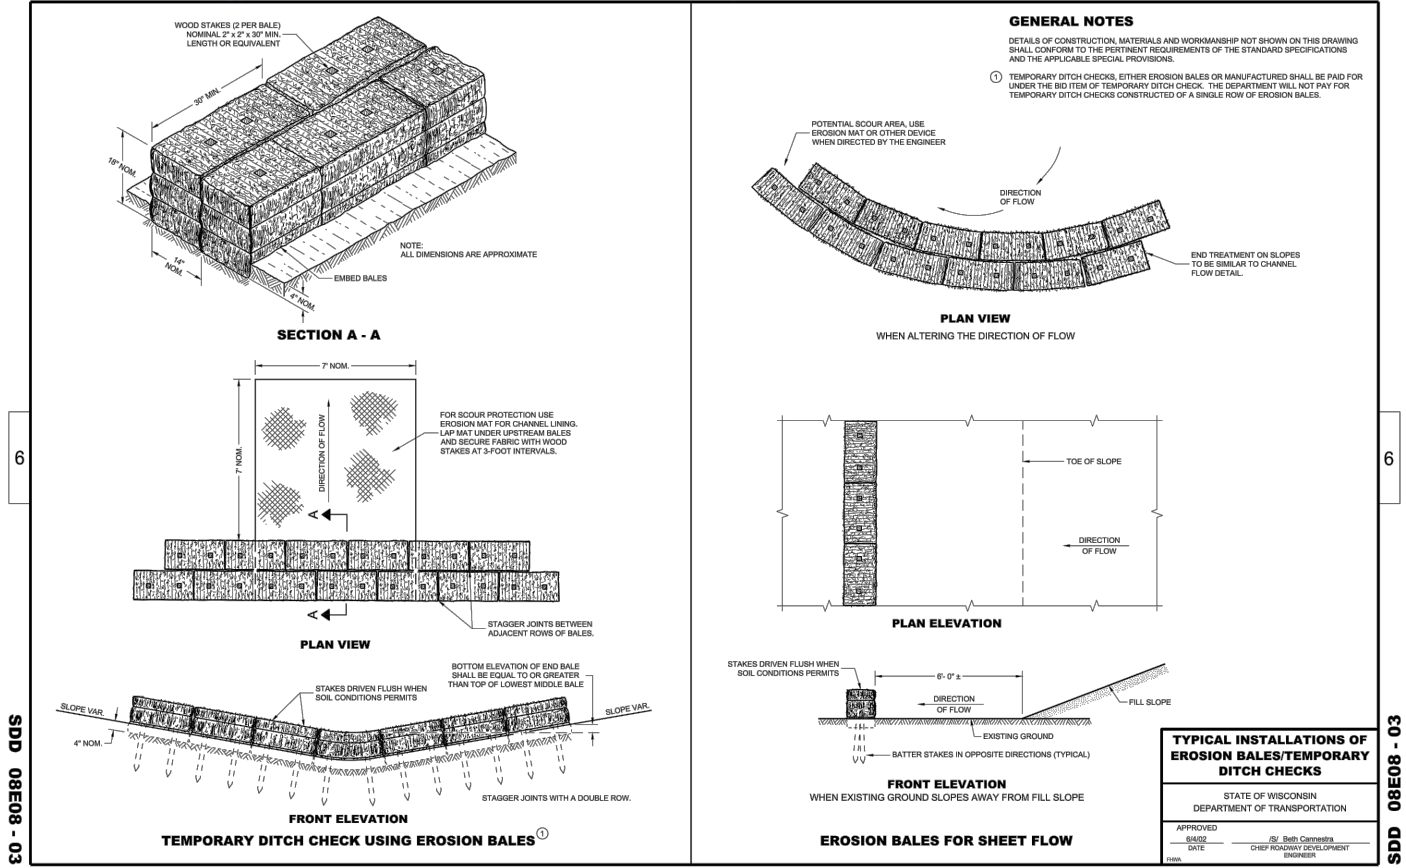 WOOD STAKES (2 PER BALE)
NOMINAL 2" x 2" x 30" MIN.
LENGTH OR EQUIVALENT
30" MIN.
18" NOM.
14"
NOM.
NOTE:
ALL DIMENSIONS ARE APPROXIMATE
EMBED BALES
4" NOM.
SECTION A - A
7' NOM.
7' NOM.
DIRECTION OF FLOW
FOR SCOUR PROTECTION USE
EROSION MAT FOR CHANNEL LINING.
LAP MAT UNDER UPSTREAM BALES
AND SECURE FABRIC WITH WOOD
STAKES AT 3-FOOT INTERVALS.
A
A
STAGGER JOINTS BETWEEN
ADJACENT ROWS OF BALES.
PLAN VIEW
BOTTOM ELEVATION OF END BALE
SHALL BE EQUAL TO OR GREATER
THAN TOP OF LOWEST MIDDLE BALE
STAKES DRIVEN FLUSH WHEN
SOIL CONDITIONS PERMITS
SLOPE VAR.
SLOPE VAR.
4" NOM.
STAGGER JOINTS WITH A DOUBLE ROW.
FRONT ELEVATION
TEMPORARY DITCH CHECK USING EROSION BALES 1
GENERAL NOTES
DETAILS OF CONSTRUCTION, MATERIALS AND WORKMANSHIP NOT SHOWN ON THIS DRAWING
SHALL CONFORM TO THE PERTINENT REQUIREMENTS OF THE STANDARD SPECIFICATIONS
AND THE APPLICABLE SPECIAL PROVISIONS.
1 TEMPORARY DITCH CHECKS, EITHER EROSION BALES OR MANUFACTURED SHALL BE PAID FOR
UNDER THE BID ITEM OF TEMPORARY DITCH CHECK. THE DEPARTMENT WILL NOT PAY FOR
TEMPORARY DITCH CHECKS CONSTRUCTED OF A SINGLE ROW OF EROSION BALES.
POTENTIAL SCOUR AREA, USE
EROSION MAT OR OTHER DEVICE
WHEN DIRECTED BY THE ENGINEER
DIRECTION
OF FLOW
END TREATMENT ON SLOPES
TO BE SIMILAR TO CHANNEL
FLOW DETAIL.
PLAN VIEW
WHEN ALTERING THE DIRECTION OF FLOW
TOE OF SLOPE
DIRECTION
OF FLOW
PLAN ELEVATION
STAKES DRIVEN FLUSH WHEN
SOIL CONDITIONS PERMITS
6'- 0" ±
DIRECTION
OF FLOW
FILL SLOPE
EXISTING GROUND
BATTER STAKES IN OPPOSITE DIRECTIONS (TYPICAL)
FRONT ELEVATION
WHEN EXISTING GROUND SLOPES AWAY FROM FILL SLOPE
EROSION BALES FOR SHEET FLOW
TYPICAL INSTALLATIONS OF
EROSION BALES/TEMPORARY
DITCH CHECKS
STATE OF WISCONSIN
DEPARTMENT OF TRANSPORTATION
APPROVED
6/4/02 /S/ Beth Cannestra
DATE CHIEF ROADWAY DEVELOPMENT
ENGINEER
FHWA
6
6
SDD 08E08 - 03
SDD 08E08 - 03